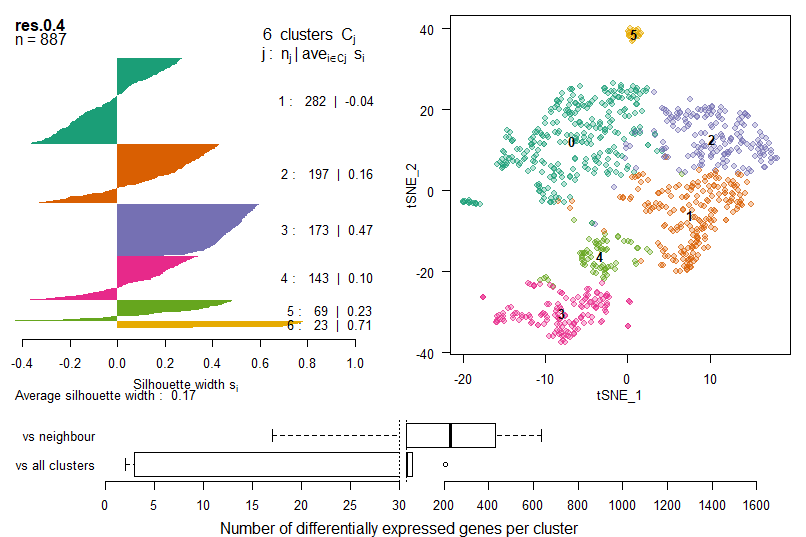 res.0.4
n = 887
6 clusters Cj
j : nj | avei∈Cj si
1 : 282 | -0.04
2 : 197 | 0.16
3 : 173 | 0.47
4 : 143 | 0.10
5 : 69 | 0.23
6 : 23 | 0.71
-0.4 -0.2 0.0 0.2 0.4 0.6 0.8 1.0
Silhouette width si
Average silhouette width : 0.17
40
20
0
-20
-40
tSNE_2
5
0
2
1
4
3
-20 -10 0 10
tSNE_1
vs neighbour
vs all clusters
0 5 10 15 20 25 30 200 400 600 800 1000 1200 1400 1600
Number of differentially expressed genes per cluster